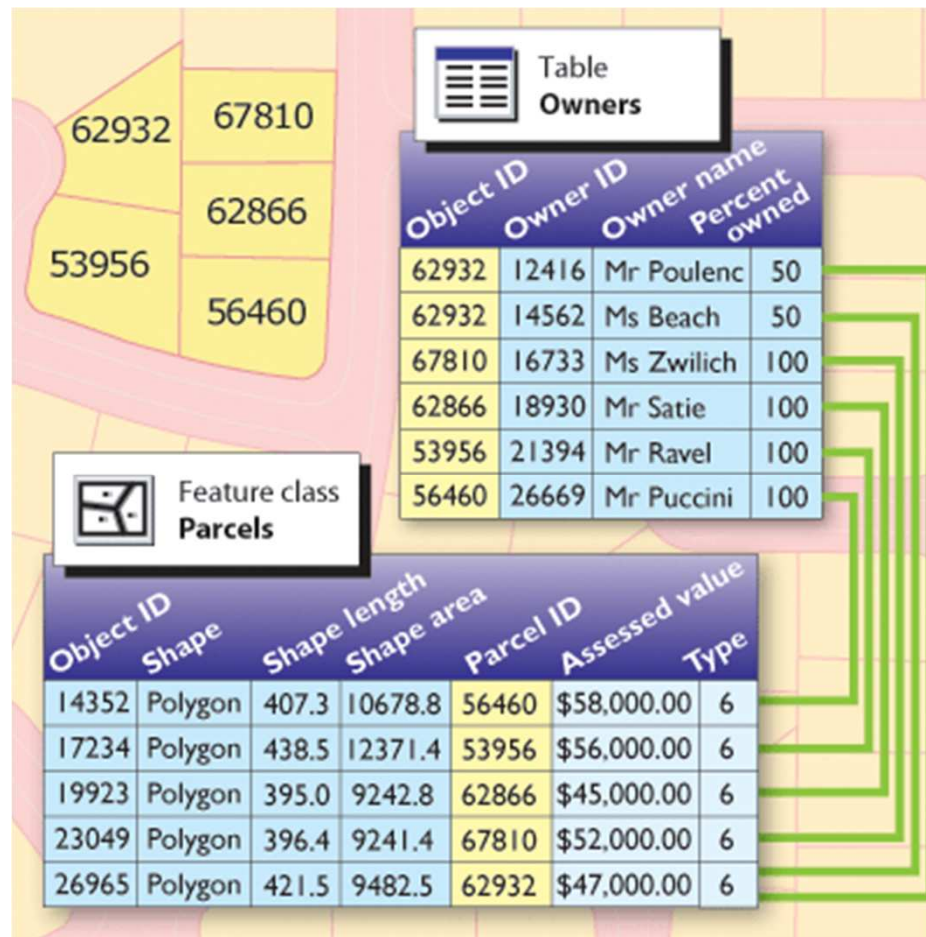 62932 67810
62866
53956
56460
Table
Owners
Object ID Owner ID Owner name Percent owned
62932 12416 Mr Poulenc 50
62932 14562 Ms Beach 50
67810 16733 Ms Zwilich 100
62866 18930 Mr Satie 100
53956 21394 Mr Ravel 100
56460 26669 Mr Puccini 100
Feature class
Parcels
Object ID Shape Shape length Shape area Parcel ID Assessed value Type
14352 Polygon 407.3 10678.8 56460 $58,000.00 6
17234 Polygon 438.5 12371.4 53956 $56,000.00 6
19923 Polygon 395.0 9242.8 62866 $45,000.00 6
23049 Polygon 396.4 9241.4 67810 $52,000.00 6
26965 Polygon 421.5 9482.5 62932 $47,000.00 6